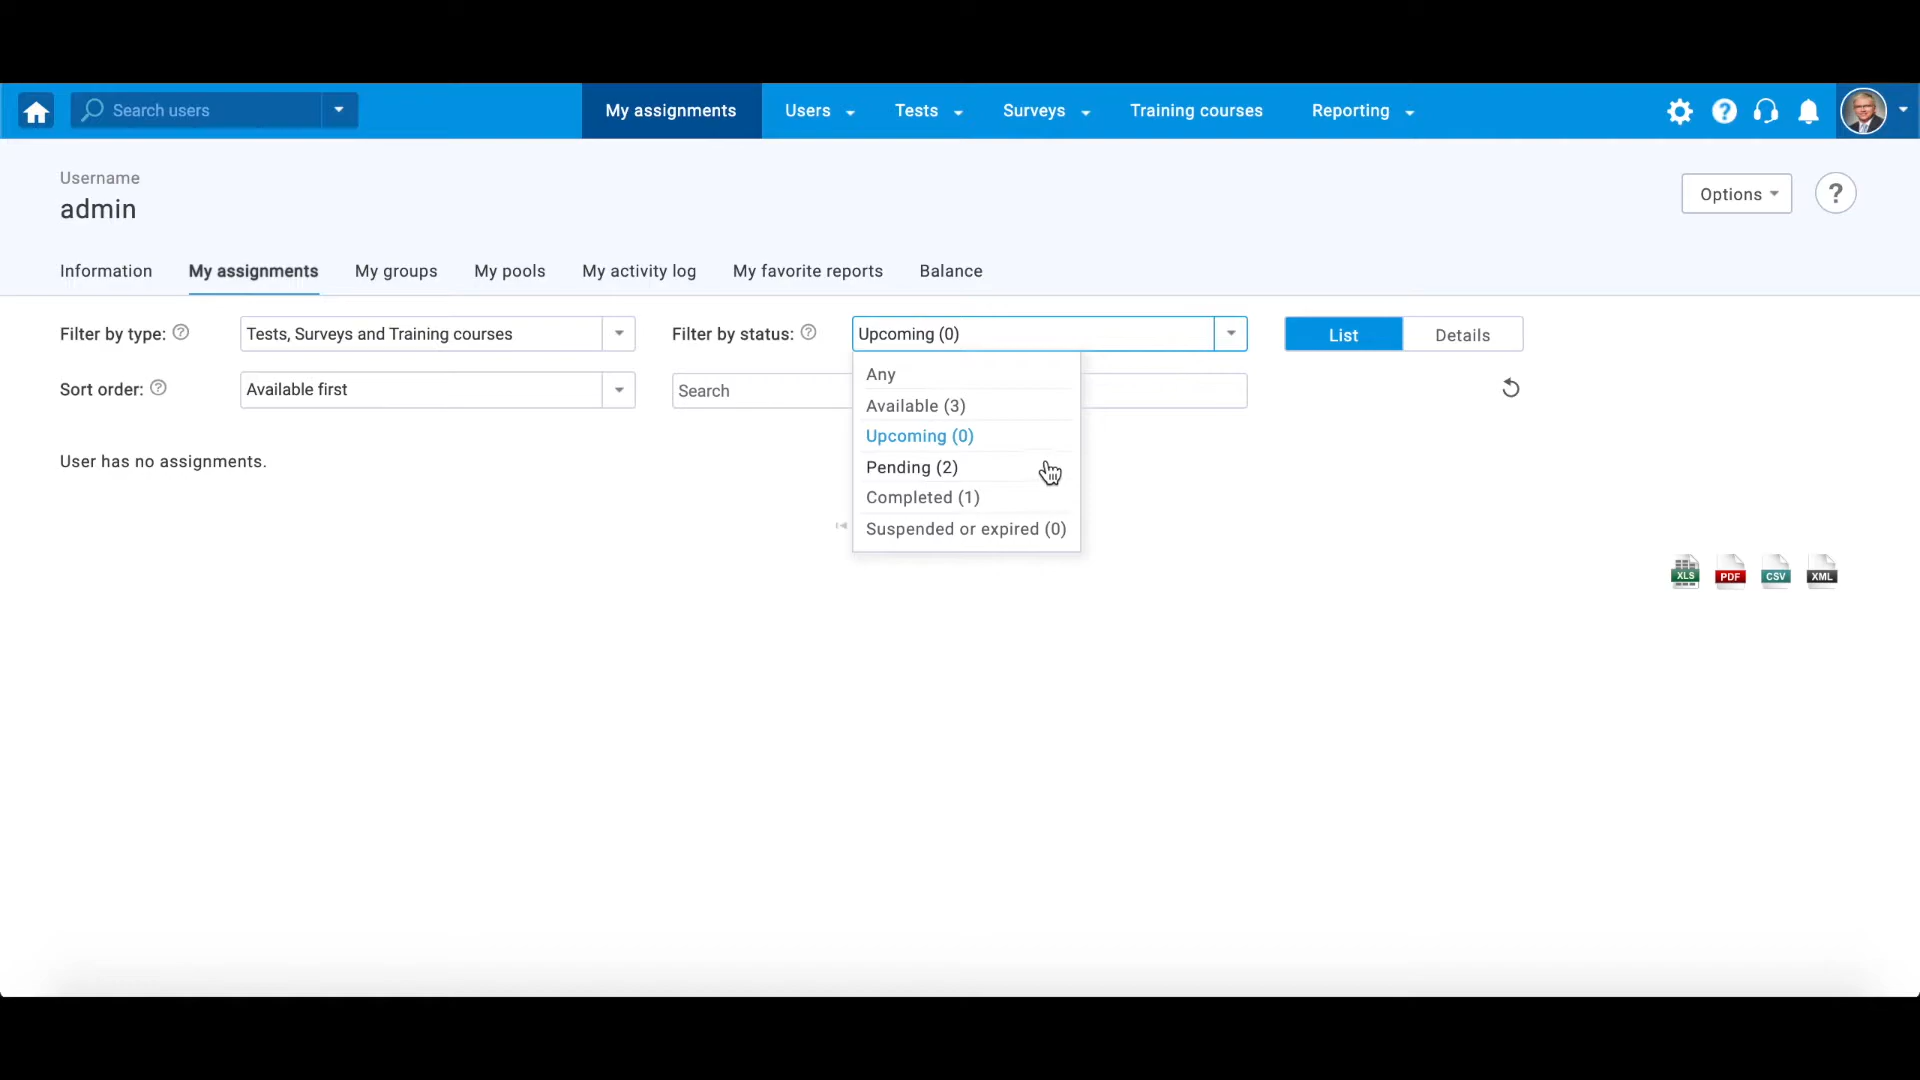 Search users
My assignments
Users
Tests
Surveys
Training courses
Reporting
Username
admin
Options
?
Information
My assignments
My groups
My pools
My activity log
My favorite reports
Balance
Filter by type:
Tests, Surveys and Training courses
Filter by status:
Upcoming (0)
List
Details
Sort order:
Available first
Search
Any
Available (3)
Upcoming (0)
Pending (2)
Completed (1)
Suspended or expired (0)
User has no assignments.
XLS
PDF
CSV
XML